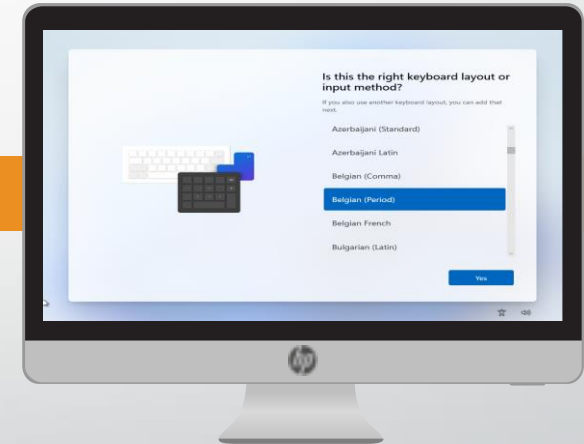 Is this the right keyboard layout or
input method?
If you also use another keyboard layout, you can add that
next.
Azerbaijani (Standard)
Azerbaijani Latin
Belgian (Comma)
Belgian (Period)
Belgian French
Bulgarian (Latin)
Yes
hp